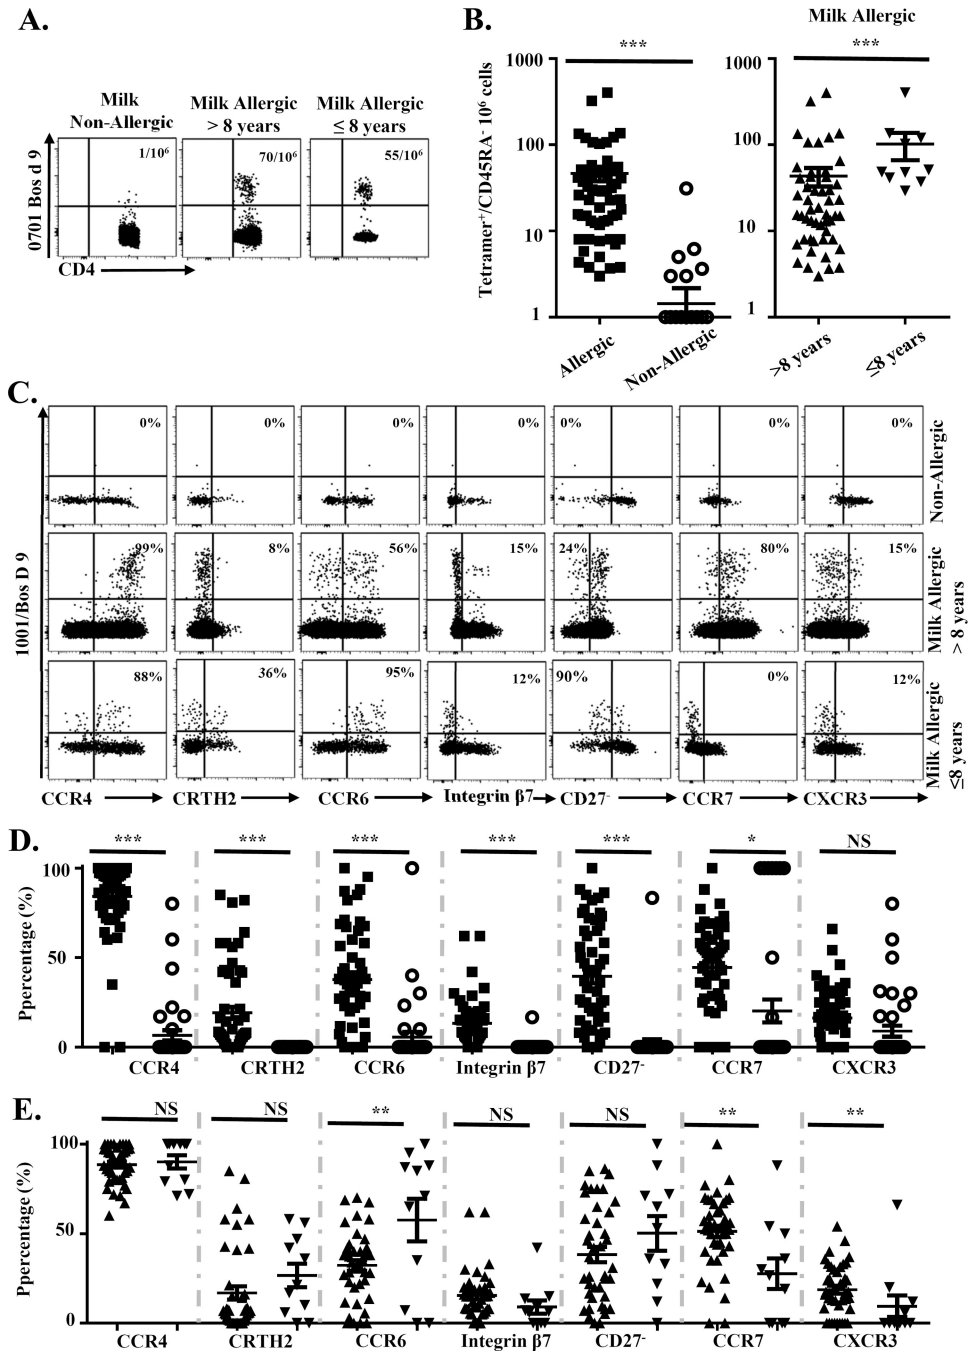 A.
Milk Non-Allergic
Milk Allergic > 8 years
Milk Allergic ≤ 8 years
1/10⁶
70/10⁶
55/10⁶
0701 Bos d 9
CD4
B.
Milk Allergic
***
***
Tetramer⁺/CD45RA⁻ 10⁶ cells
1000
100
10
1
1000
100
10
1
Allergic
Non-Allergic
>8 years
≤8 years
C.
0% 0% 0% 0% 0% 0% 0%
Non-Allergic
99% 8% 56% 15% 24% 80% 15%
Milk Allergic > 8 years
88% 36% 95% 12% 90% 0% 12%
Milk Allergic ≤8 years
1001/Bos D 9
CCR4 CRTH2 CCR6 Integrin β7 CD27⁻ CCR7 CXCR3
D.
*** *** *** *** *** * NS
Ppercentage (%)
100
50
0
CCR4 CRTH2 CCR6 Integrin β7 CD27⁻ CCR7 CXCR3
E.
NS NS ** NS NS ** **
Ppercentage (%)
100
50
0
CCR4 CRTH2 CCR6 Integrin β7 CD27⁻ CCR7 CXCR3